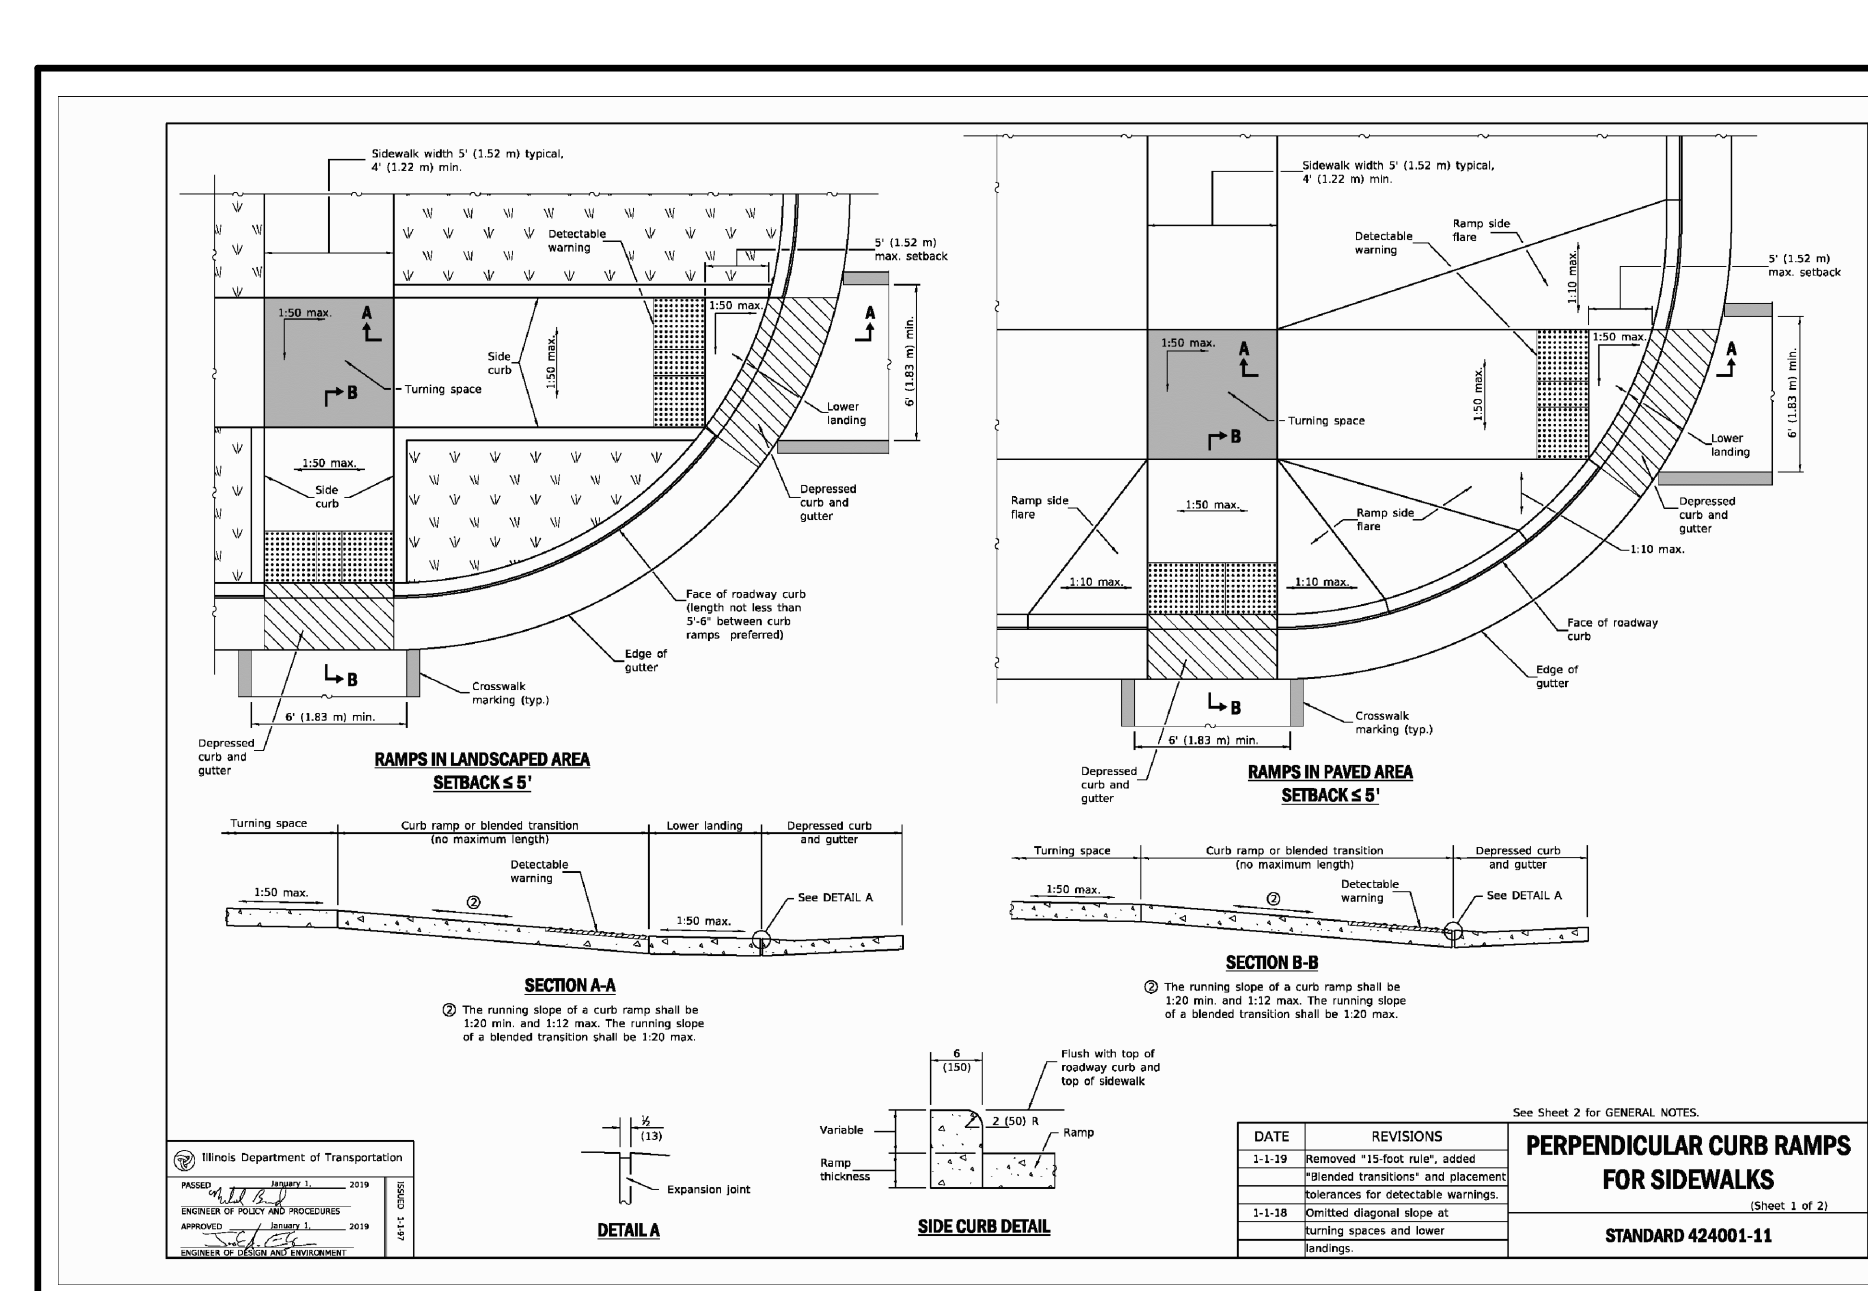 Sidewalk width 5' (1.52 m) typical,
4' (1.22 m) min.
Detectable
warning
5' (1.52 m)
max. setback
1:50 max.
A
1:50 max.
A
Side
curb
1:50 max.
6' (1.83 m) min.
B
Turning space
Lower
landing
1:50 max.
Side
curb
Depressed
curb and
gutter
Face of roadway curb
(length not less than
5'-6" between curb
ramps preferred)
Edge of
gutter
B
Crosswalk
marking (typ.)
6' (1.83 m) min.
Depressed
curb and
gutter
RAMPS IN LANDSCAPED AREA
SETBACK ≤ 5'
Sidewalk width 5' (1.52 m) typical,
4' (1.22 m) min.
Ramp side
flare
Detectable
warning
1:10 max.
5' (1.52 m)
max. setback
1:50 max.
A
1:50 max.
A
1:50 max.
6' (1.83 m) min.
Turning space
B
Lower
landing
Ramp side
flare
1:50 max.
Ramp side
flare
Depressed
curb and
gutter
1:10 max.
1:10 max.
1:10 max.
Face of roadway
curb
Edge of
gutter
B
Crosswalk
marking (typ.)
6' (1.83 m) min.
Depressed
curb and
gutter
RAMPS IN PAVED AREA
SETBACK ≤ 5'
Turning space
Curb ramp or blended transition
(no maximum length)
Lower landing
Depressed curb
and gutter
Detectable
warning
1:50 max.
2
1:50 max.
See DETAIL A
SECTION A-A
② The running slope of a curb ramp shall be
1:20 min. and 1:12 max. The running slope
of a blended transition shall be 1:20 max.
Turning space
Curb ramp or blended transition
(no maximum length)
Depressed curb
and gutter
1:50 max.
2
Detectable
warning
See DETAIL A
SECTION B-B
② The running slope of a curb ramp shall be
1:20 min. and 1:12 max. The running slope
of a blended transition shall be 1:20 max.
½
(13)
Expansion joint
DETAIL A
6
(150)
Flush with top of
roadway curb and
top of sidewalk
2 (50) R
Variable
Ramp
Ramp
thickness
SIDE CURB DETAIL
See Sheet 2 for GENERAL NOTES.
Illinois Department of Transportation
PASSED January 1, 2019
ENGINEER OF POLICY AND PROCEDURES
APPROVED January 1, 2019
ENGINEER OF DESIGN AND ENVIRONMENT
ISSUED 1-1-97
DATE REVISIONS
1-1-19 Removed "15-foot rule", added
"Blended transitions" and placement
tolerances for detectable warnings.
1-1-18 Omitted diagonal slope at
turning spaces and lower
landings.
PERPENDICULAR CURB RAMPS
FOR SIDEWALKS
(Sheet 1 of 2)
STANDARD 424001-11